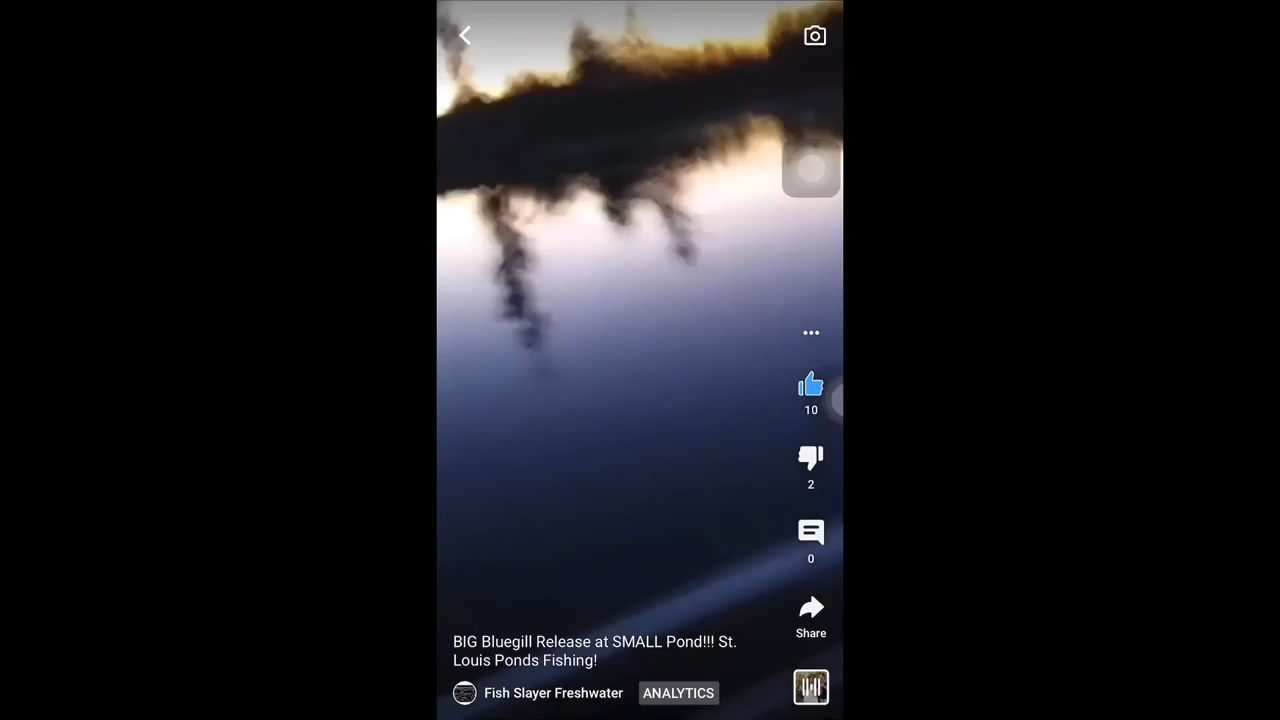 10
2
0
Share
BIG Bluegill Release at SMALL Pond!!! St.
Louis Ponds Fishing!
Fish Slayer Freshwater ANALYTICS